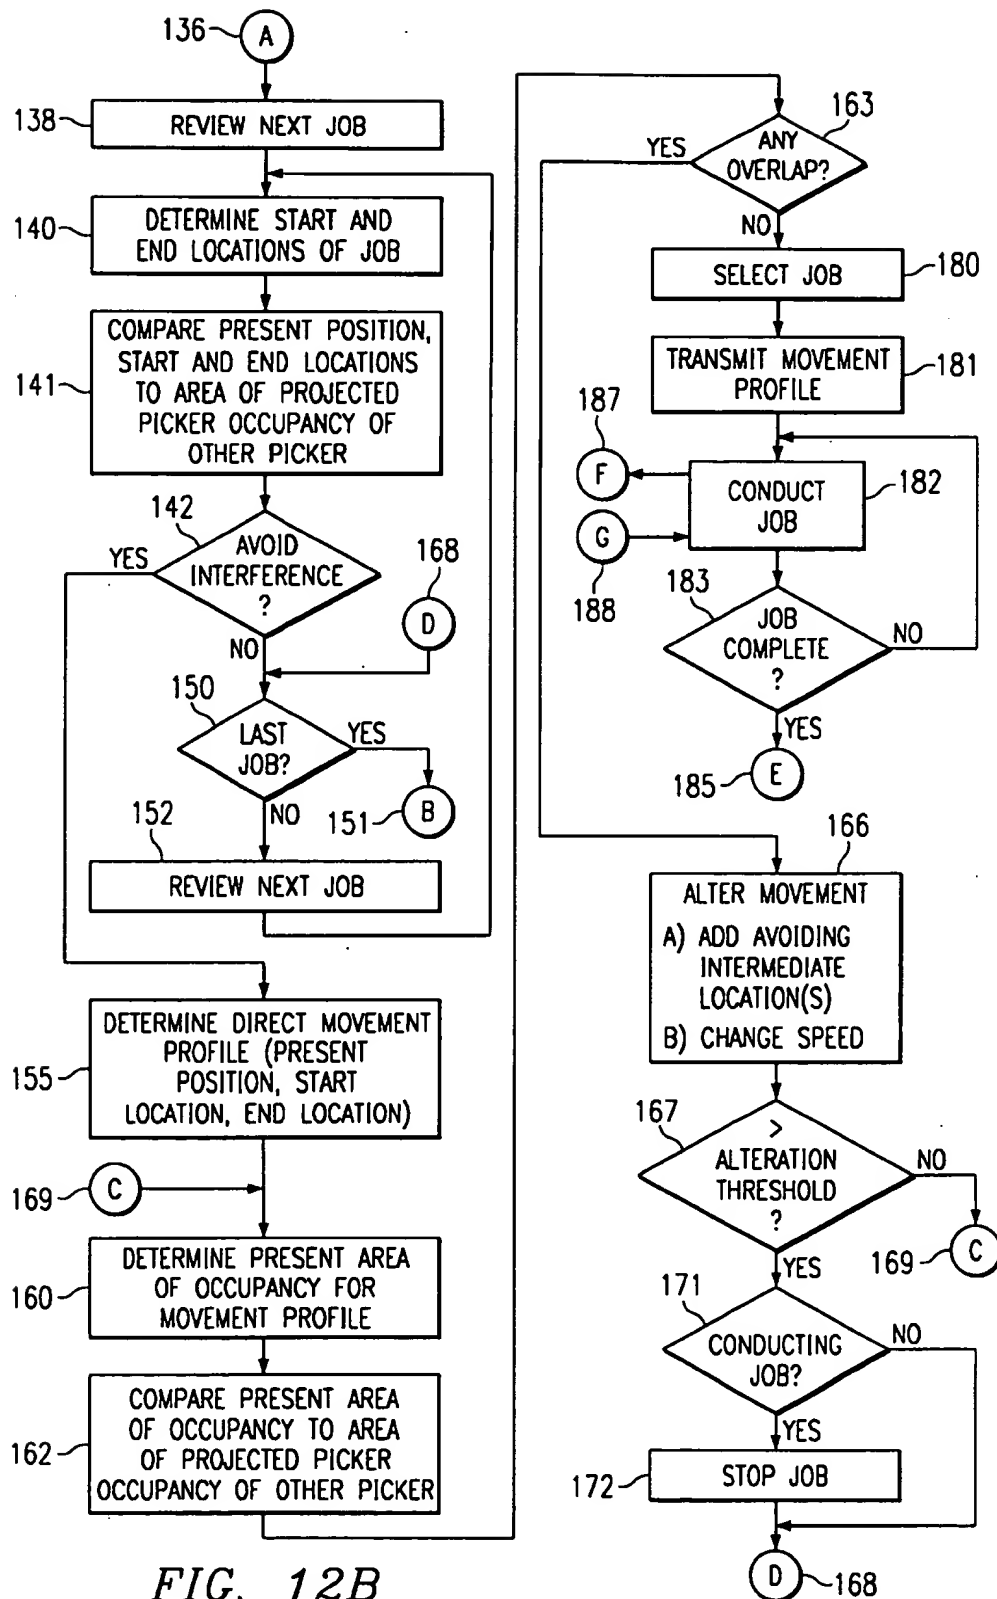 136
A
138
REVIEW NEXT JOB
140
DETERMINE START AND
END LOCATIONS OF JOB
141
COMPARE PRESENT POSITION,
START AND END LOCATIONS
TO AREA OF PROJECTED
PICKER OCCUPANCY OF
OTHER PICKER
142
YES
AVOID
INTERFERENCE
?
NO
168
D
150
LAST
JOB?
YES
151
B
NO
152
REVIEW NEXT JOB
155
DETERMINE DIRECT MOVEMENT
PROFILE (PRESENT
POSITION, START
LOCATION, END LOCATION)
169
C
160
DETERMINE PRESENT AREA
OF OCCUPANCY FOR
MOVEMENT PROFILE
162
COMPARE PRESENT AREA
OF OCCUPANCY TO AREA
OF PROJECTED PICKER
OCCUPANCY OF OTHER PICKER
163
YES
ANY
OVERLAP?
NO
SELECT JOB
180
TRANSMIT MOVEMENT
PROFILE
181
187
F
CONDUCT
JOB
182
G
188
183
JOB
COMPLETE
?
NO
YES
185
E
166
ALTER MOVEMENT
A) ADD AVOIDING
INTERMEDIATE
LOCATION(S)
B) CHANGE SPEED
167
>
ALTERATION
THRESHOLD
?
NO
169
C
YES
171
CONDUCTING
JOB?
NO
YES
172
STOP JOB
D
168
FIG. 12B